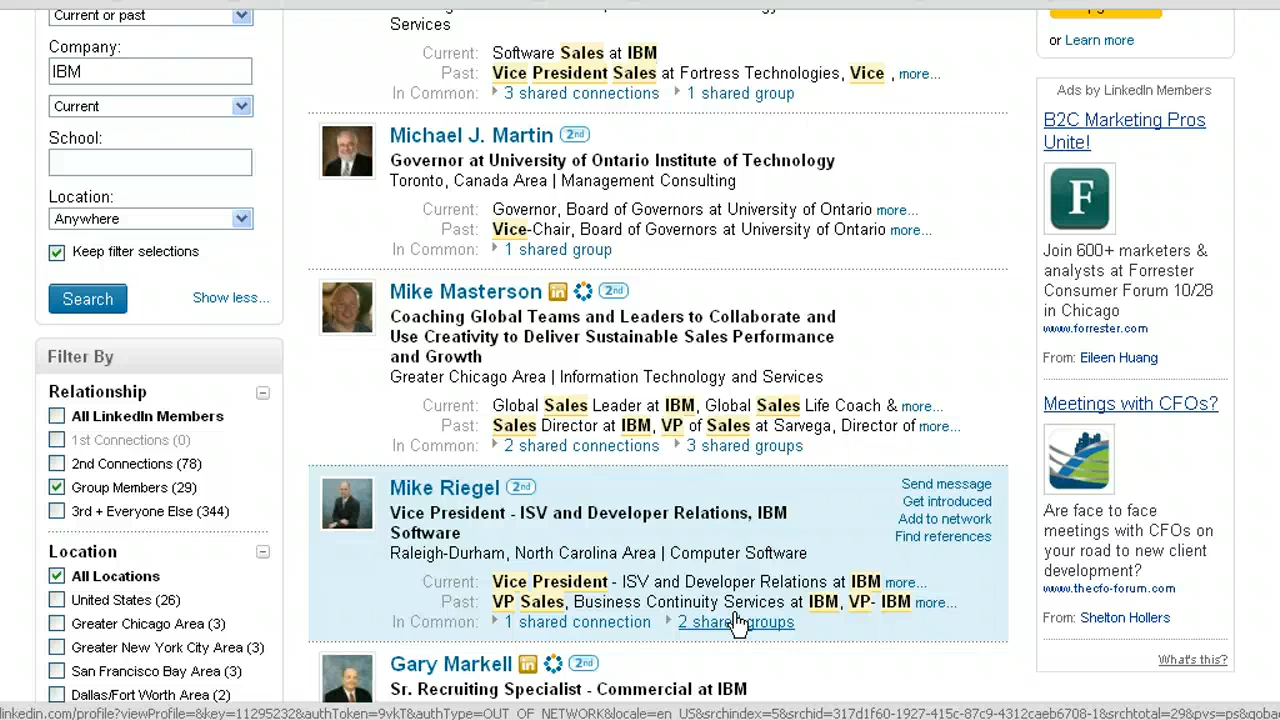 Current or past
Company:
IBM
Current
School:
Location:
Anywhere
Keep filter selections
Search
Show less...
Filter By
Relationship
All LinkedIn Members
1st Connections (0)
2nd Connections (78)
Group Members (29)
3rd + Everyone Else (344)
Location
All Locations
United States (26)
Greater Chicago Area (3)
Greater New York City Area (3)
San Francisco Bay Area (3)
Dallas/Fort Worth Area (2)
Services
Current: Software Sales at IBM
Past: Vice President Sales at Fortress Technologies, Vice , more...
In Common: 3 shared connections 1 shared group
Michael J. Martin 2nd
Governor at University of Ontario Institute of Technology
Toronto, Canada Area | Management Consulting
Current: Governor, Board of Governors at University of Ontario more...
Past: Vice-Chair, Board of Governors at University of Ontario more...
In Common: 1 shared group
Mike Masterson in 2nd
Coaching Global Teams and Leaders to Collaborate and
Use Creativity to Deliver Sustainable Sales Performance
and Growth
Greater Chicago Area | Information Technology and Services
Current: Global Sales Leader at IBM, Global Sales Life Coach & more...
Past: Sales Director at IBM, VP of Sales at Sarvega, Director of more...
In Common: 2 shared connections 3 shared groups
Mike Riegel 2nd
Vice President - ISV and Developer Relations, IBM
Software
Raleigh-Durham, North Carolina Area | Computer Software
Current: Vice President - ISV and Developer Relations at IBM more...
Past: VP Sales, Business Continuity Services at IBM, VP- IBM more...
In Common: 1 shared connection 2 shared groups
Send message
Get introduced
Add to network
Find references
Gary Markell in 2nd
Sr. Recruiting Specialist - Commercial at IBM
or Learn more
Ads by LinkedIn Members
B2C Marketing Pros
Unite!
F
Join 600+ marketers &
analysts at Forrester
Consumer Forum 10/28
in Chicago
www.forrester.com
From: Eileen Huang
Meetings with CFOs?
Are face to face
meetings with CFOs on
your road to new client
development?
www.thecfo-forum.com
From: Shelton Hollers
What's this?